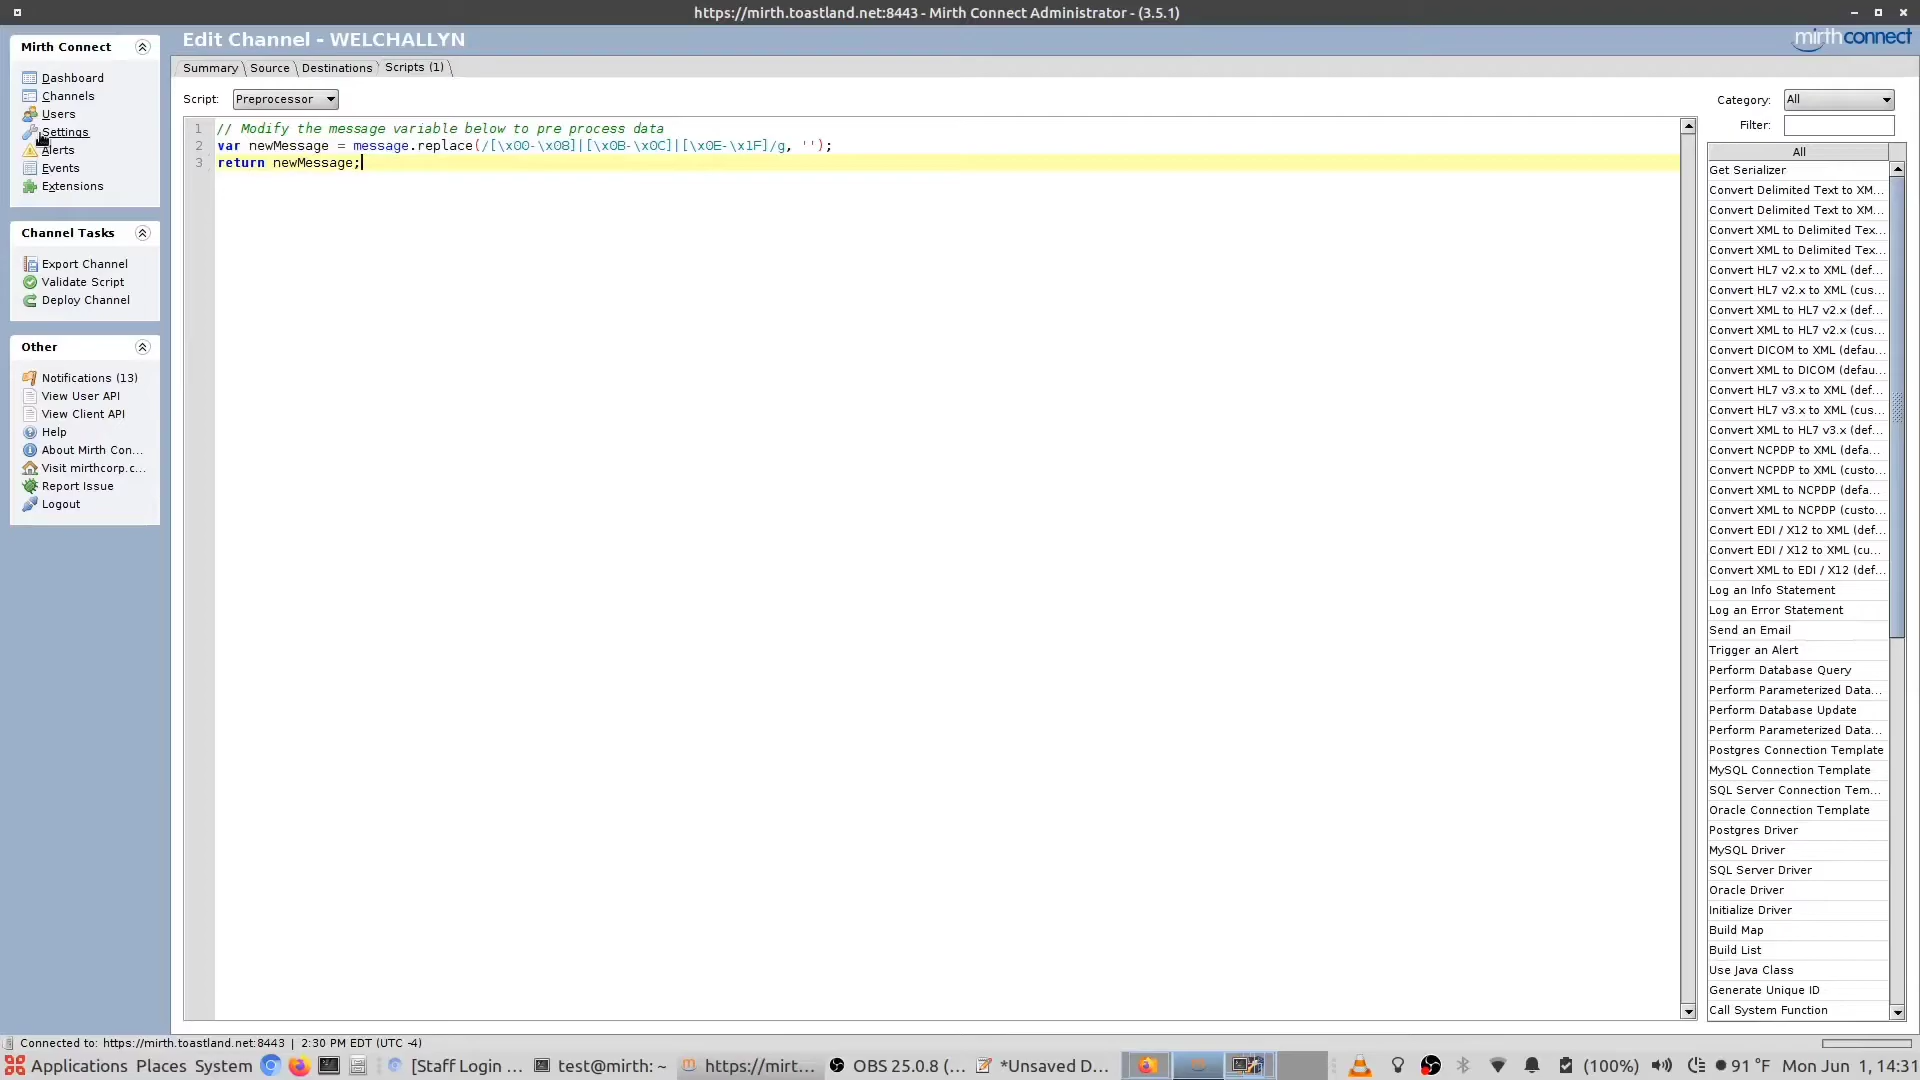 https://mirth.toastland.net:8443 - Mirth Connect Administrator - (3.5.1)
Mirth Connect
Dashboard
Channels
Users
Settings
Alerts
Events
Extensions
Channel Tasks
Export Channel
Validate Script
Deploy Channel
Other
Notifications (13)
View User API
View Client API
Help
About Mirth Con...
Visit mirthcorp.c...
Report Issue
Logout
Edit Channel - WELCHALLYN
mirthconnect
Summary Source Destinations Scripts (1)
Script: Preprocessor
1 // Modify the message variable below to pre process data
2 var newMessage = message.replace(/[\x00-\x08]|[\x0B-\x0C]|[\x0E-\x1F]/g, '');
3 return newMessage;
Category: All
Filter:
All
Get Serializer
Convert Delimited Text to XM...
Convert Delimited Text to XM...
Convert XML to Delimited Tex...
Convert XML to Delimited Tex...
Convert HL7 v2.x to XML (def...
Convert HL7 v2.x to XML (cus...
Convert XML to HL7 v2.x (def...
Convert XML to HL7 v2.x (cus...
Convert DICOM to XML (defau...
Convert XML to DICOM (defau...
Convert HL7 v3.x to XML (def...
Convert HL7 v3.x to XML (cus...
Convert XML to HL7 v3.x (def...
Convert NCPDP to XML (defa...
Convert NCPDP to XML (custo...
Convert XML to NCPDP (defa...
Convert XML to NCPDP (custo...
Convert EDI / X12 to XML (def...
Convert EDI / X12 to XML (cu...
Convert XML to EDI / X12 (def...
Log an Info Statement
Log an Error Statement
Send an Email
Trigger an Alert
Perform Database Query
Perform Parameterized Data...
Perform Database Update
Perform Parameterized Data...
Postgres Connection Template
MySQL Connection Template
SQL Server Connection Tem...
Oracle Connection Template
Postgres Driver
MySQL Driver
SQL Server Driver
Oracle Driver
Initialize Driver
Build Map
Build List
Use Java Class
Generate Unique ID
Call System Function
Connected to: https://mirth.toastland.net:8443 | 2:30 PM EDT (UTC -4)
Applications Places System [Staff Login ... test@mirth: ~ https://mirt... OBS 25.0.8 (... *Unsaved D... (100%) 91 °F Mon Jun 1, 14:31